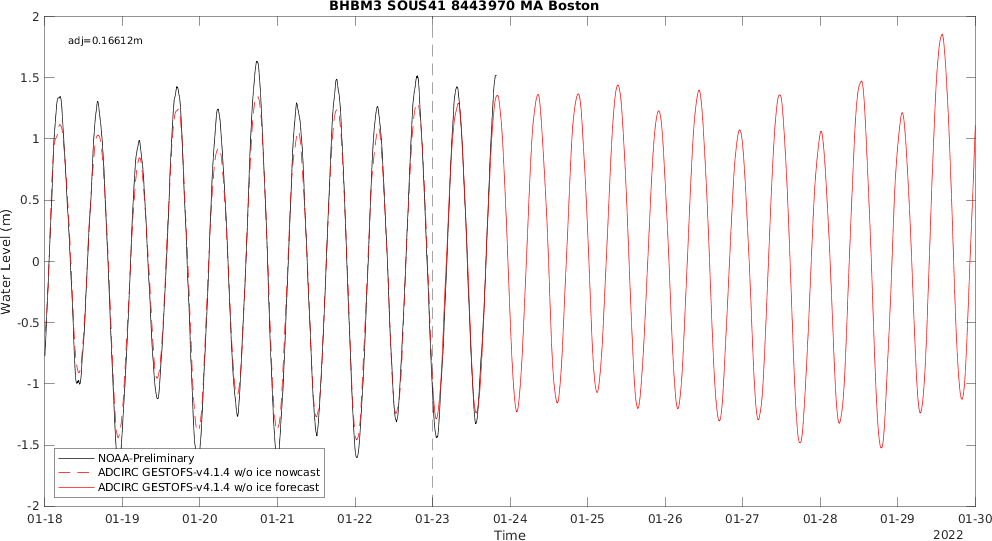 BHBM3 SOUS41 8443970 MA Boston
adj=0.16612m
2
1.5
1
0.5
0
-0.5
-1
-1.5
-2
Water Level (m)
NOAA-Preliminary
ADCIRC GESTOFS-v4.1.4 w/o ice nowcast
ADCIRC GESTOFS-v4.1.4 w/o ice forecast
01-18 01-19 01-20 01-21 01-22 01-23 01-24 01-25 01-26 01-27 01-28 01-29 01-30
Time
2022